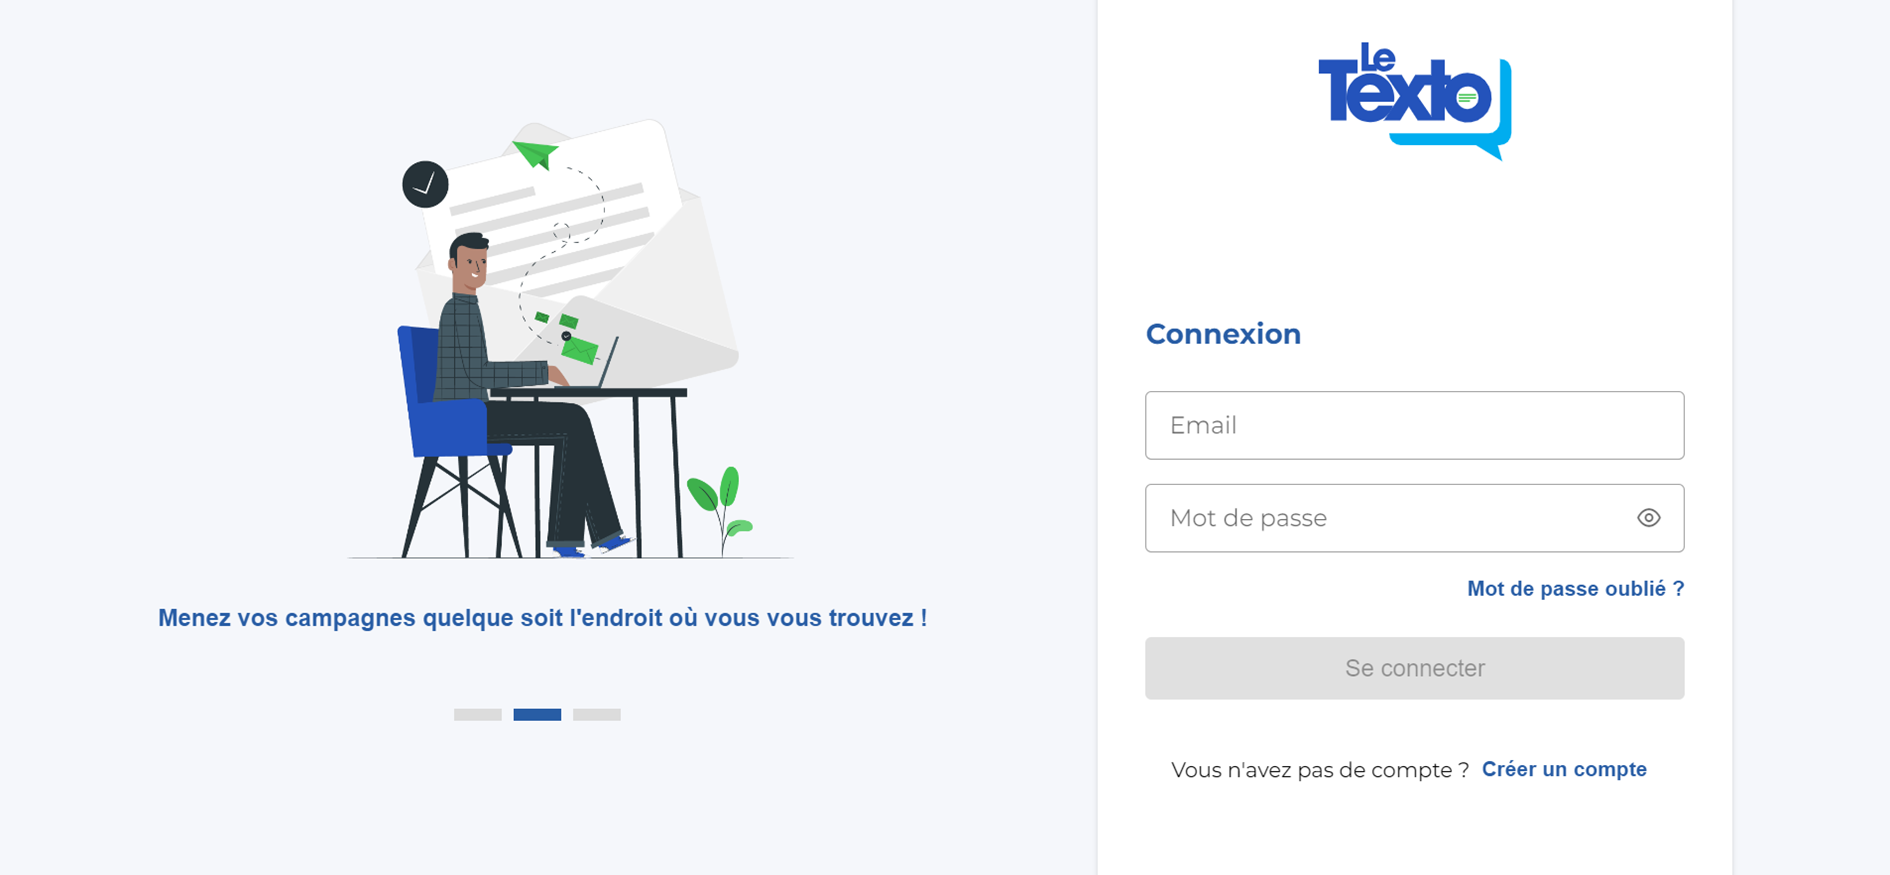 Le
Texto
Menez vos campagnes quelque soit l'endroit où vous vous trouvez !
Connexion
Email
Mot de passe
Mot de passe oublié ?
Se connecter
Vous n'avez pas de compte ? Créer un compte